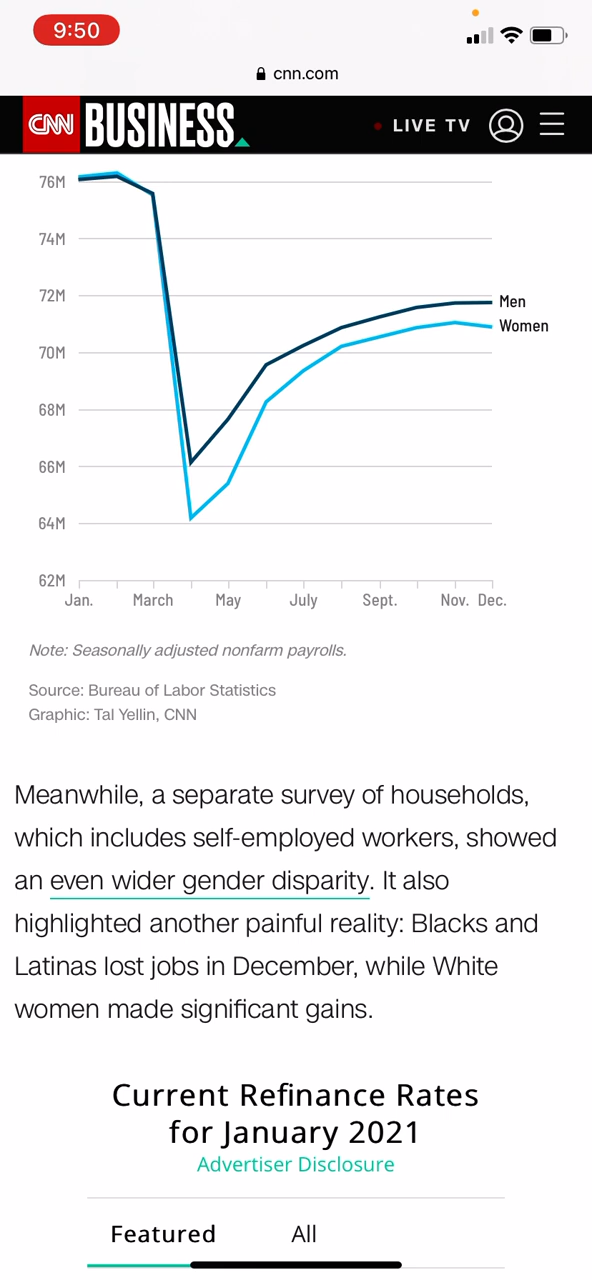 9:50
cnn.com
CNN BUSINESS LIVE TV
76M
74M
72M
Men
Women
70M
68M
66M
64M
62M
Jan. March May July Sept. Nov. Dec.
Note: Seasonally adjusted nonfarm payrolls.
Source: Bureau of Labor Statistics
Graphic: Tal Yellin, CNN
Meanwhile, a separate survey of households,
which includes self-employed workers, showed
an even wider gender disparity. It also
highlighted another painful reality: Blacks and
Latinas lost jobs in December, while White
women made significant gains.
Current Refinance Rates
for January 2021
Advertiser Disclosure
Featured All